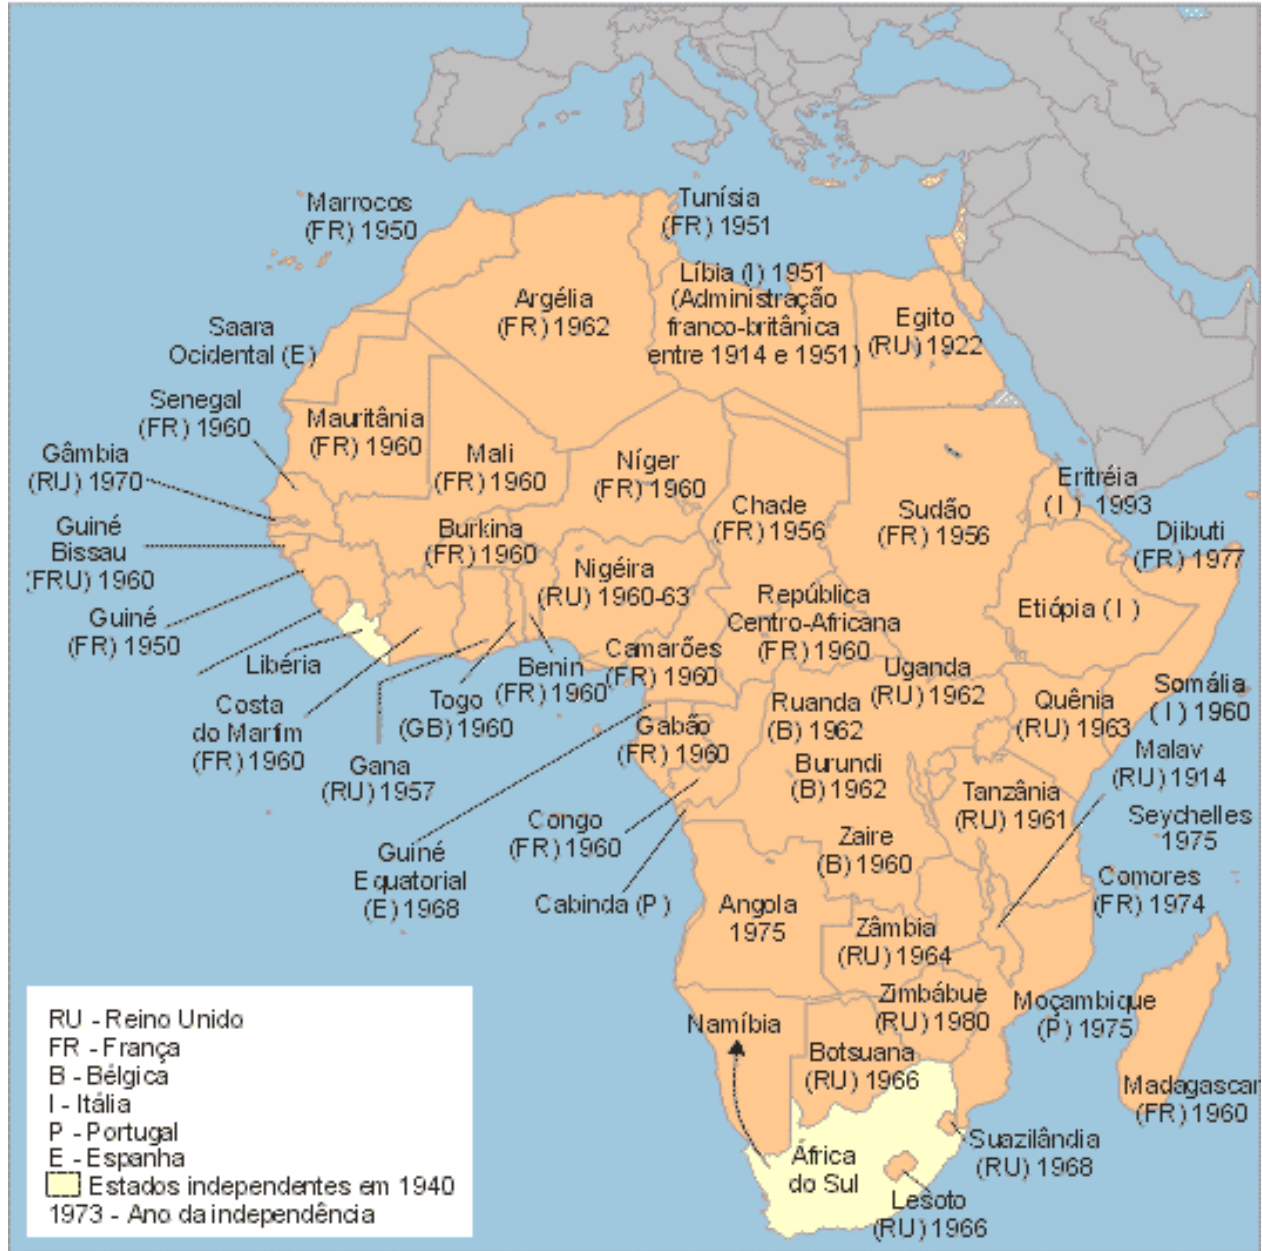 Marrocos
(FR) 1950
Tunísia
(FR) 1951
Líbia (I) 1951
(Administração
franco-britânica
entre 1914 e 1951)
Argélia
(FR) 1962
Egito
(RU) 1922
Saara
Ocidental (E)
Senegal
(FR) 1960
Mauritânia
(FR) 1960
Gâmbia
(RU) 1970
Mali
(FR) 1960
Níger
(FR) 1960
Chade
(FR) 1956
Sudão
(FR) 1956
Eritréia
(I) 1993
Djibuti
(FR) 1977
Guiné
Bissau
(FRU) 1960
Burkina
(FR) 1960
Nigéira
(RU) 1960-63
República
Centro-Africana
(FR) 1960
Etiópia (I)
Guiné
(FR) 1950
Libéria
Costa
do Marfim
(FR) 1960
Togo
(GB) 1960
Benin
(FR) 1960
Camarões
(FR) 1960
Gana
(RU) 1957
Gabão
(FR) 1960
Ruanda
(B) 1962
Uganda
(RU) 1962
Quênia
(RU) 1963
Somália
(I) 1960
Burundi
(B) 1962
Malav
(RU) 1914
Tanzânia
(RU) 1961
Seychelles
1975
Congo
(FR) 1960
Guiné
Equatorial
(E) 1968
Cabinda (P)
Zaire
(B) 1960
Comores
(FR) 1974
Angola
1975
Zâmbia
(RU) 1964
Zimbábue
(RU) 1980
Moçambique
(P) 1975
Namíbia
Botsuana
(RU) 1966
Madagascar
(FR) 1960
Suazilândia
(RU) 1968
África
do Sul
Lesoto
(RU) 1966
RU - Reino Unido
FR - França
B - Bélgica
I - Itália
P - Portugal
E - Espanha
Estados independentes em 1940
1973 - Ano da independência